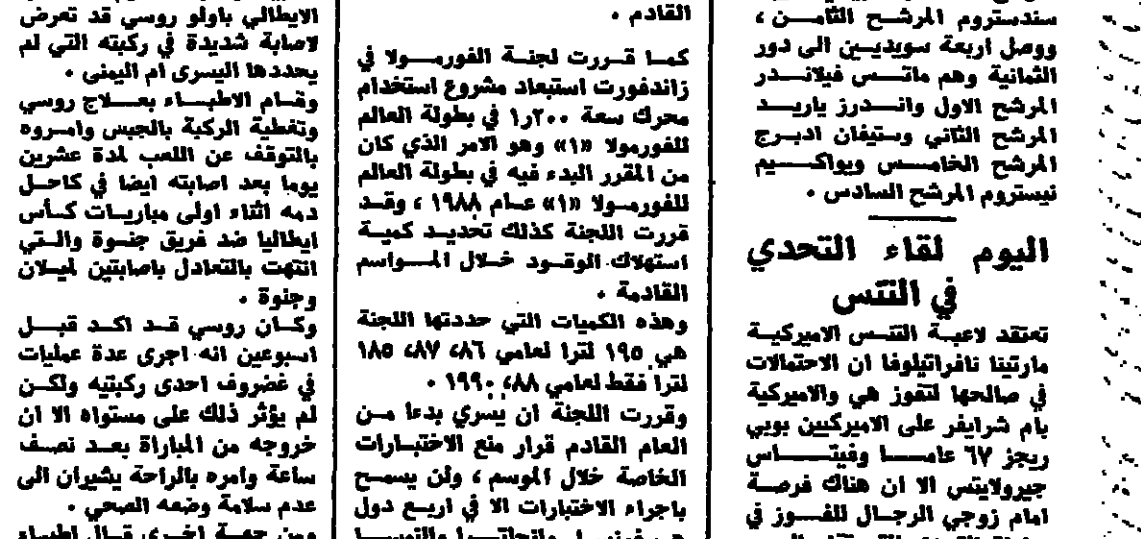 سندستروم المرشح الثامن ،
ووصل اربعة سويديين الى دور
الثمانية وهم ماتس فيلاندر
المرشح الاول واندرز ياريد
المرشح الثاني وستيفان ادبرج
المرشح الخامس ويواكيم
نيستروم المرشح السادس .
اليوم لقاء التحدي
في التنس
تعتقد لاعبة التنس الاميركية
مارتينا نافراتيلوفا ان الاحتمالات
في صالحها لتفوز هي والاميركية
بام شرايفر على الاميركيين بوبي
ريجز ٦٧ عاما وفيتاس
جيرولايتس الا ان هناك فرصة
امام زوجي الرجال للفوز في
القادم .
كما قررت لجنة الفورمولا في
زاندفورت استبعاد مشروع استخدام
محرك سعة ١٫٢٠٠ في بطولة العالم
للفورمولا «١» وهو الامر الذي كان
من المقرر البدء فيه في بطولة العالم
للفورمولا «١» عام ١٩٨٨ ، وقد
قررت اللجنة كذلك تحديد كمية
استهلاك الوقود خلال المواسم
القادمة .
وهذه الكميات التي حددتها اللجنة
هي ١٩٥ لترا لعامي ٨٦، ٨٧، ١٨٥
لترا فقط لعامي ٨٨، ١٩٩٠ .
وقررت اللجنة ان يسري بدءا من
العام القادم قرار منع الاختبارات
الخاصة خلال الموسم ، ولن يسمح
باجراء الاختبارات الا في اربع دول
الايطالي باولو روسي قد تعرض
لاصابة شديدة في ركبته التي لم
يحددها اليسرى ام اليمنى .
وقام الاطباء بعلاج روسي
وتغطية الركبة بالجبس وامروه
بالتوقف عن اللعب لمدة عشرين
يوما بعد اصابته ايضا في كاحل
دمه اثناء اولى مباريات كأس
ايطاليا ضد فريق جنوة والتي
انتهت بالتعادل باصابتين لميلان
وجنوة .
وكان روسي قد اكد قبل
اسبوعين انه اجرى عدة عمليات
في غضروف احدى ركبتيه ولكن
لم يؤثر ذلك على مستواه الا ان
خروجه من المباراة بعد نصف
ساعة وامره بالراحة يشيران الى
عدم سلامة وضعه الصحي .
ومن جهة اخرى قال اطباء